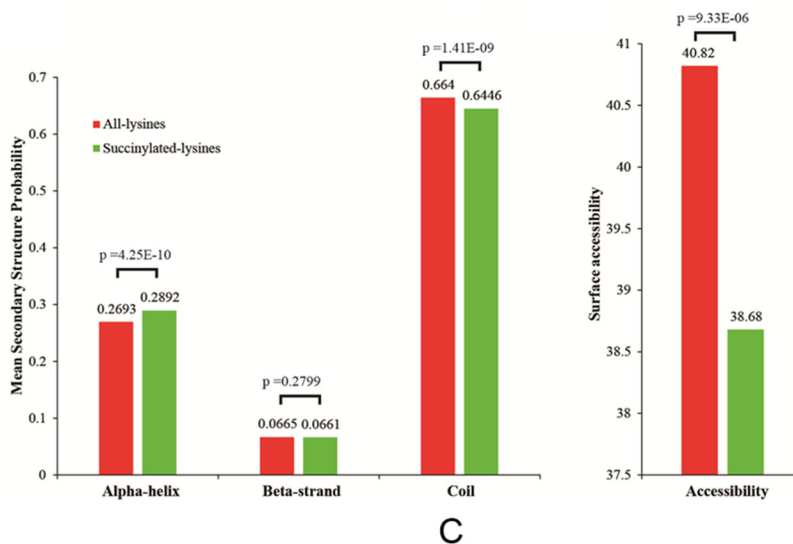 p =1.41E-09
0.664 0.6446
0.7
0.6
0.5
0.4
0.3
0.2
0.1
0
Mean Secondary Structure Probability
All-lysines
Succinylated-lysines
p =4.25E-10
0.2693 0.2892
p =0.2799
0.0665 0.0661
Alpha-helix Beta-strand Coil
p =9.33E-06
40.82
38.68
41
40.5
40
39.5
39
38.5
38
37.5
Surface accessibility
Accessibility
C